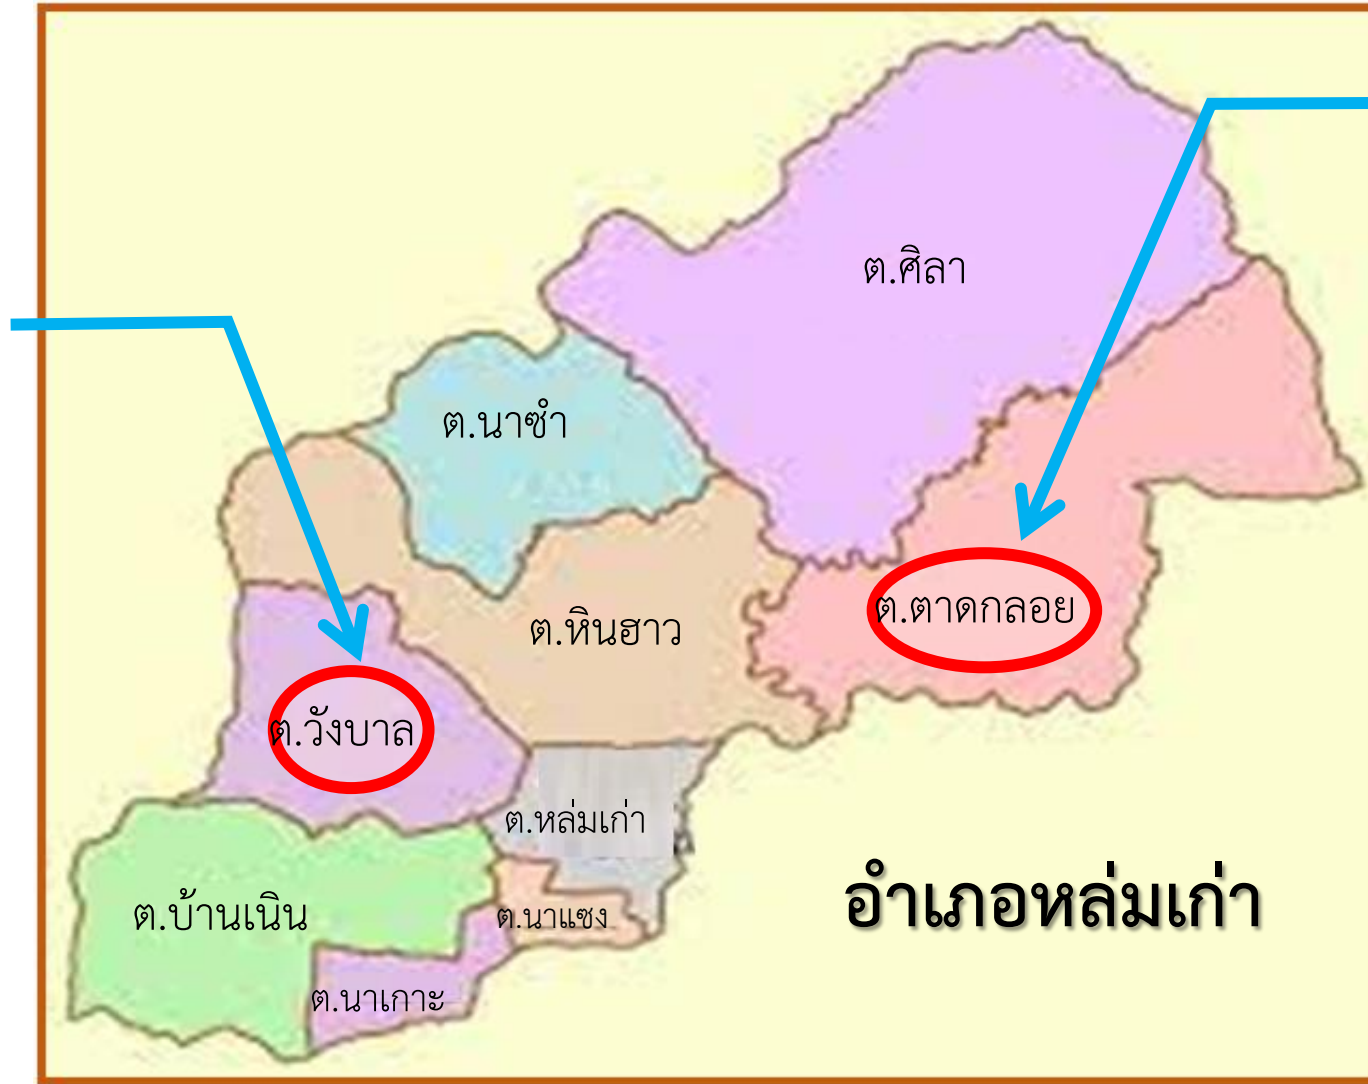 ต.ศิลา
ต.นาซำ
ต.หินฮาว
ต.ตาดกลอย
ต.วังบาล
ต.หล่มเก่า
ต.บ้านเนิน
ต.นาแซง
ต.นาเกาะ
อำเภอหล่มเก่า